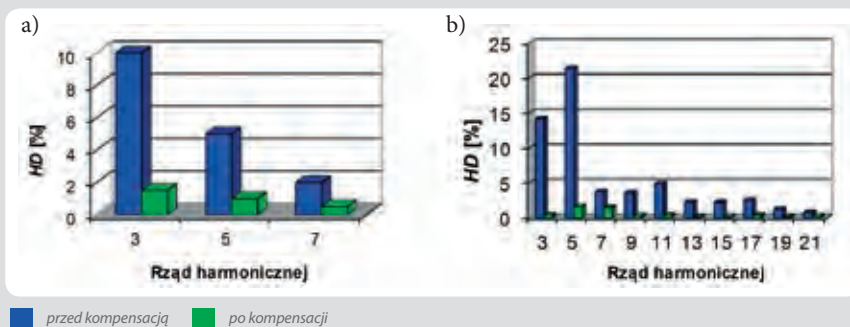 a)
10
8
6
4
2
0
HD [%]
3 5 7
Rząd harmonicznej
b)
25
20
15
10
5
0
HD [%]
3 5 7 9 11 13 15 17 19 21
Rząd harmonicznej
przed kompensacją po kompensacji